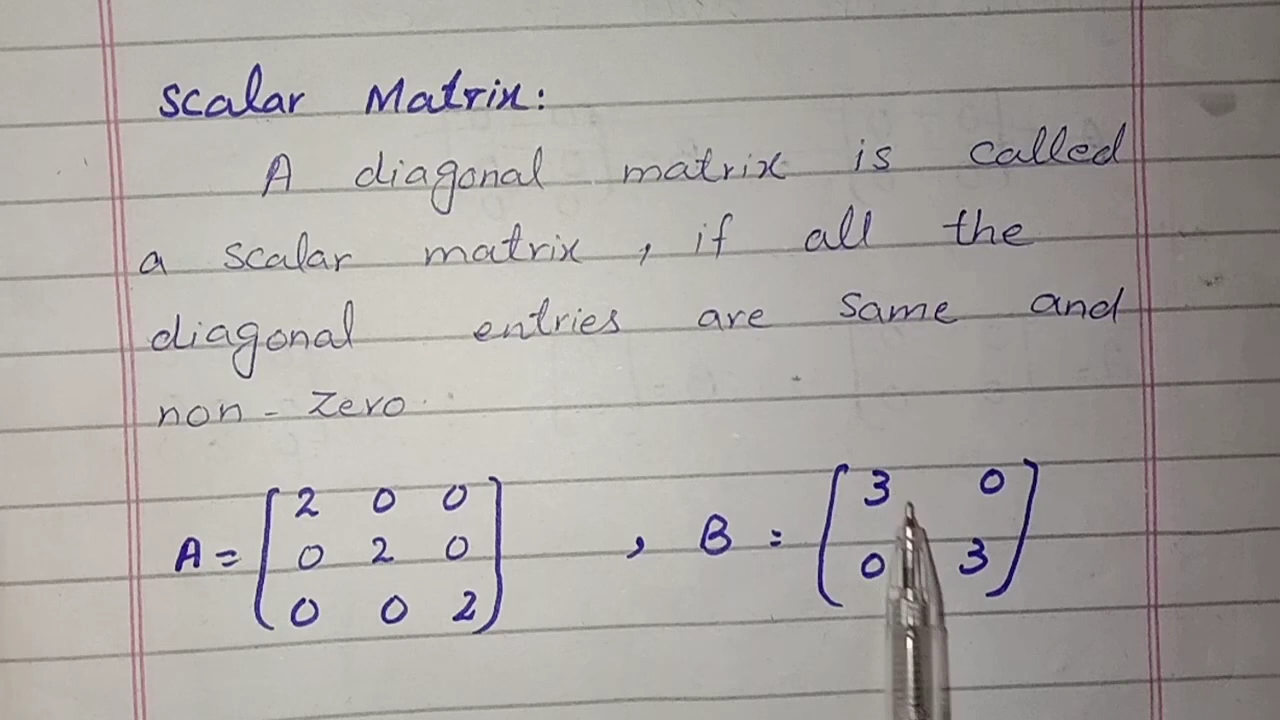 Scalar Matrix:
A diagonal matrix is called
a scalar matrix, if all the
diagonal entries are same and
non-zero.
A = [2 0 0
0 2 0
0 0 2] , B = [3 0
0 3]